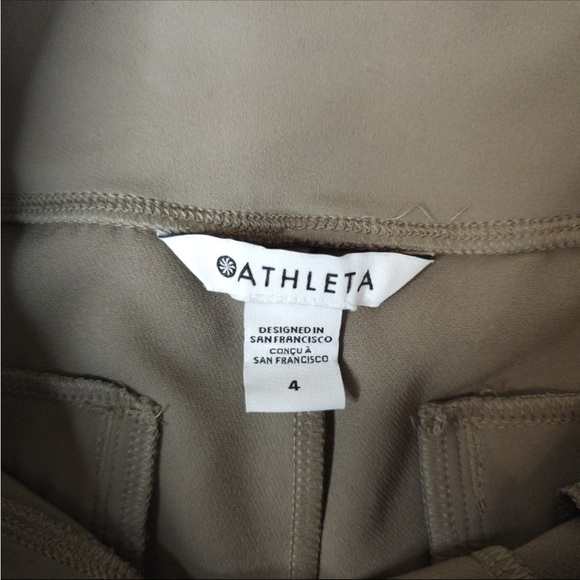 ATHLETA
DESIGNED IN
SAN FRANCISCO
CONÇU À
SAN FRANCISCO
4